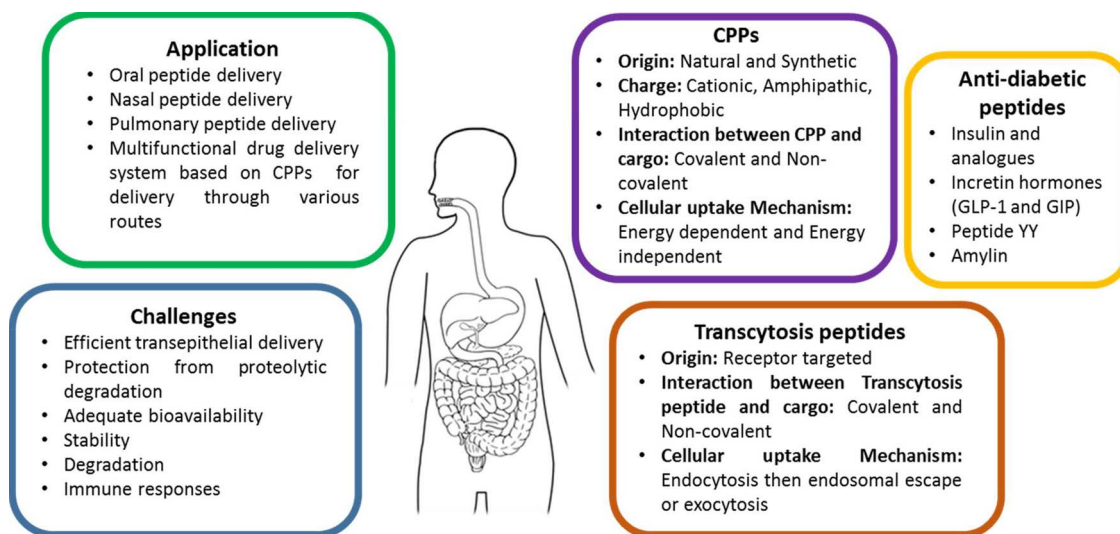 Application
• Oral peptide delivery
• Nasal peptide delivery
• Pulmonary peptide delivery
• Multifunctional drug delivery
system based on CPPs for
delivery through various
routes
Challenges
• Efficient transepithelial delivery
• Protection from proteolytic
degradation
• Adequate bioavailability
• Stability
• Degradation
• Immune responses
CPPs
• Origin: Natural and Synthetic
• Charge: Cationic, Amphipathic,
Hydrophobic
• Interaction between CPP and
cargo: Covalent and Non-
covalent
• Cellular uptake Mechanism:
Energy dependent and Energy
independent
Anti-diabetic
peptides
• Insulin and
analogues
• Incretin hormones
(GLP-1 and GIP)
• Peptide YY
• Amylin
Transcytosis peptides
• Origin: Receptor targeted
• Interaction between Transcytosis
peptide and cargo: Covalent and
Non-covalent
• Cellular uptake Mechanism:
Endocytosis then endosomal escape
or exocytosis